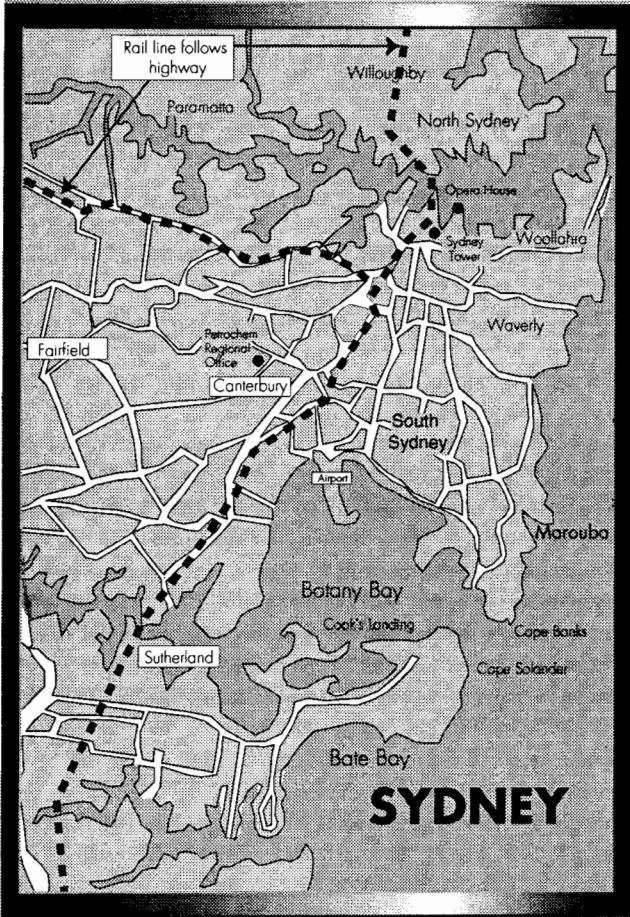 Rail line follows
highway
Willoughby
Paramatta
North Sydney
Opera House
Sydney
Tower
Woollahra
Waverly
Petrochem
Regional
Office
Fairfield
Canterbury
South
Sydney
Airport
Marouba
Botany Bay
Cook's Landing
Cape Banks
Sutherland
Cape Solander
Bate Bay
SYDNEY